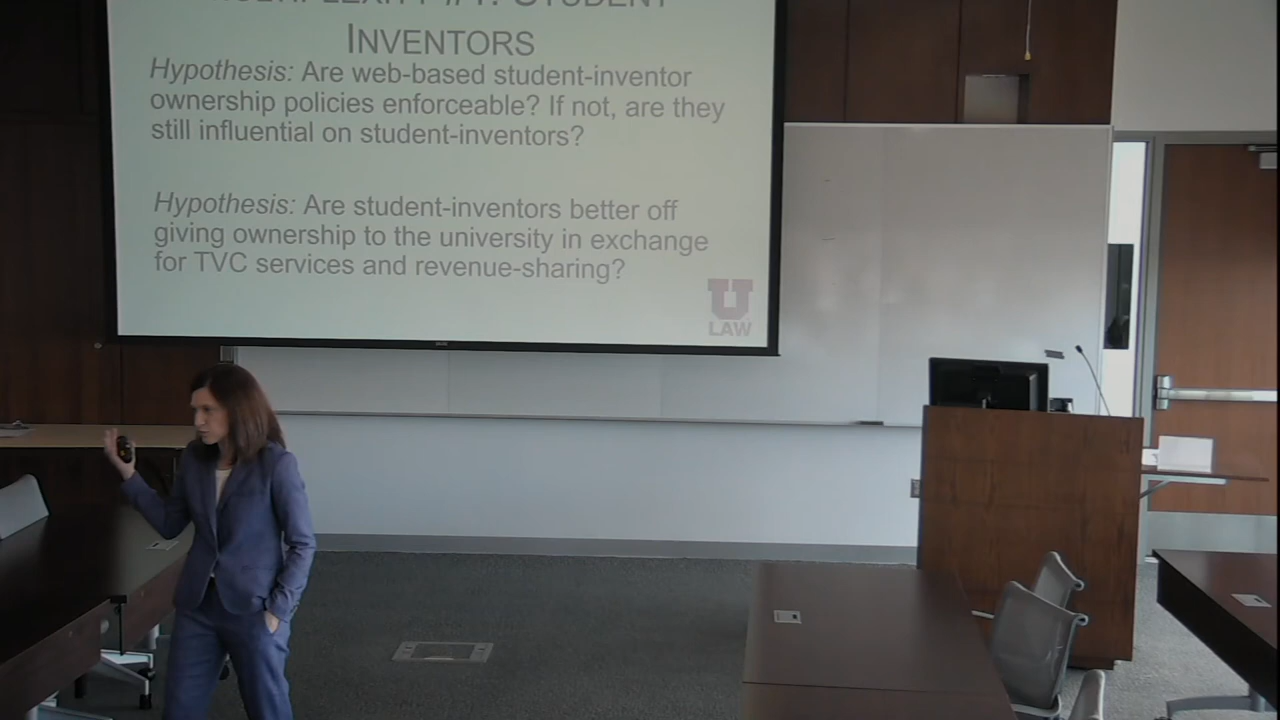 INVENTORS
Hypothesis: Are web-based student-inventor
ownership policies enforceable? If not, are they
still influential on student-inventors?
Hypothesis: Are student-inventors better off
giving ownership to the university in exchange
for TVC services and revenue-sharing?
U
LAW